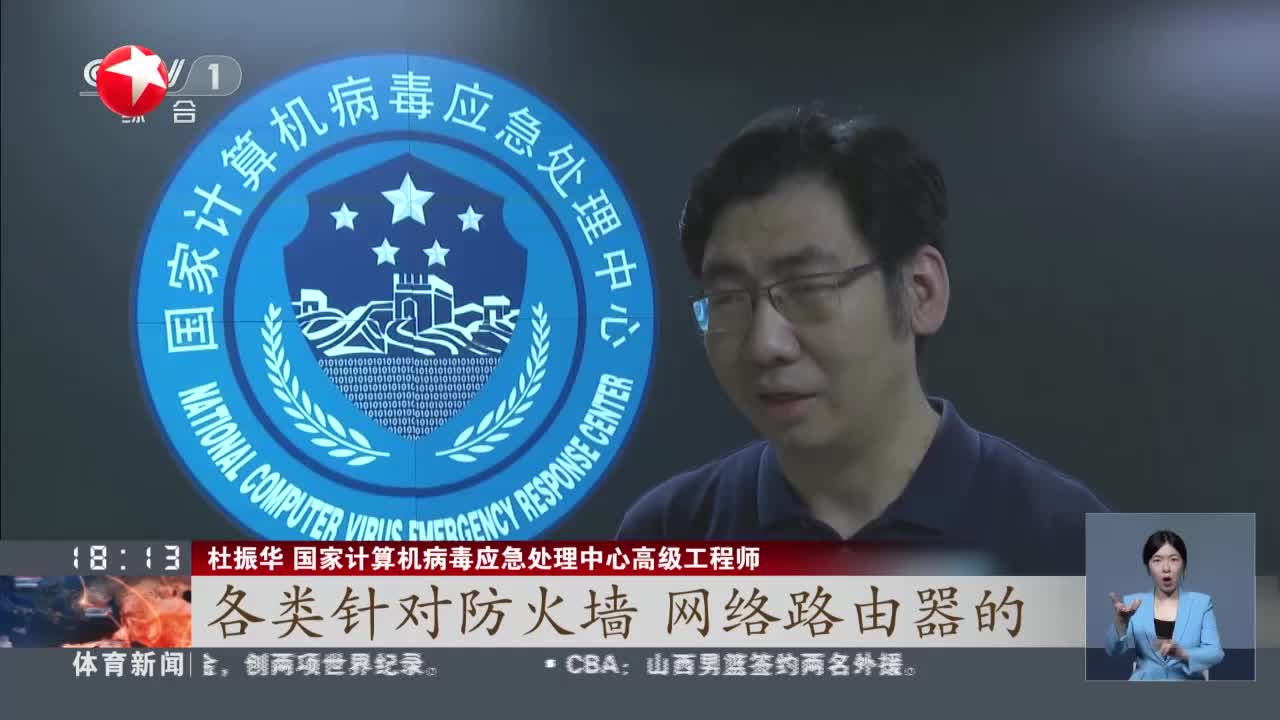 1
综合
国家计算机病毒应急处理中心
NATIONAL COMPUTER VIRUS EMERGENCY RESPONSE CENTER
18:13
杜振华 国家计算机病毒应急处理中心高级工程师
各类针对防火墙 网络路由器的
体育新闻
，创两项世界纪录。
· CBA：山西男篮签约两名外援。